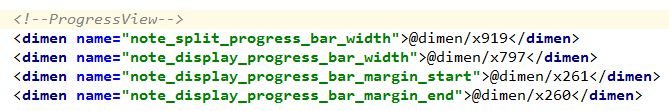 <!--ProgressView-->
<dimen name="note_split_progress_bar_width">@dimen/x919</dimen>
<dimen name="note_display_progress_bar_width">@dimen/x797</dimen>
<dimen name="note_display_progress_bar_margin_start">@dimen/x261</dimen>
<dimen name="note_display_progress_bar_margin_end">@dimen/x260</dimen>